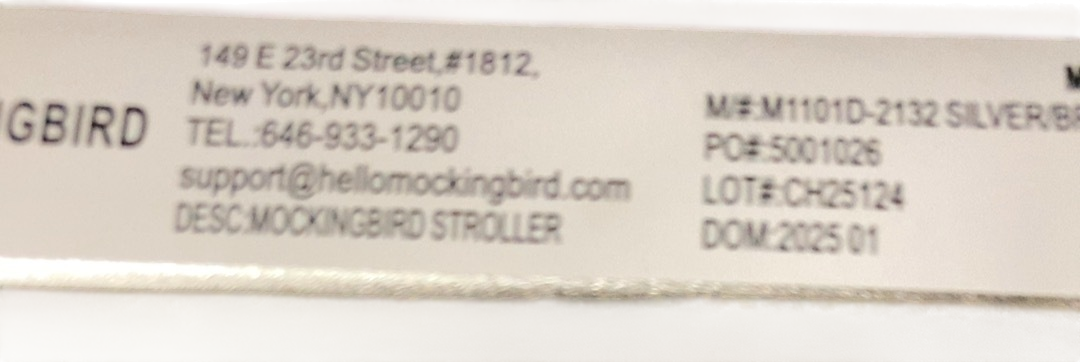 GBIRD
149 E 23rd Street,#1812,
New York,NY10010
TEL.:646-933-1290
support@hellomockingbird.com
DESC:MOCKINGBIRD STROLLER
M/#:M1101D-2132 SILVER/B
PO#:5001026
LOT#:CH25124
DOM:2025 01